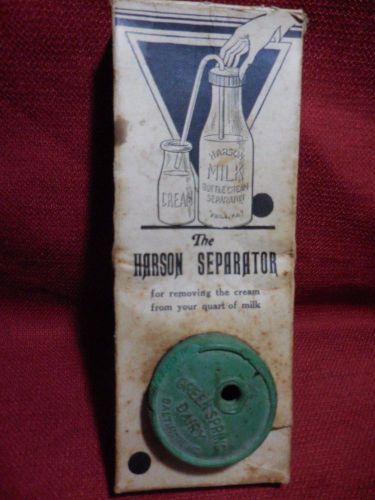 CREAM
HARSON
MILK
BOTTLE CREAM
SEPARATOR
The
HARSON SEPARATOR
for removing the cream
from your quart of milk
GREEN SPRING
DAIRY